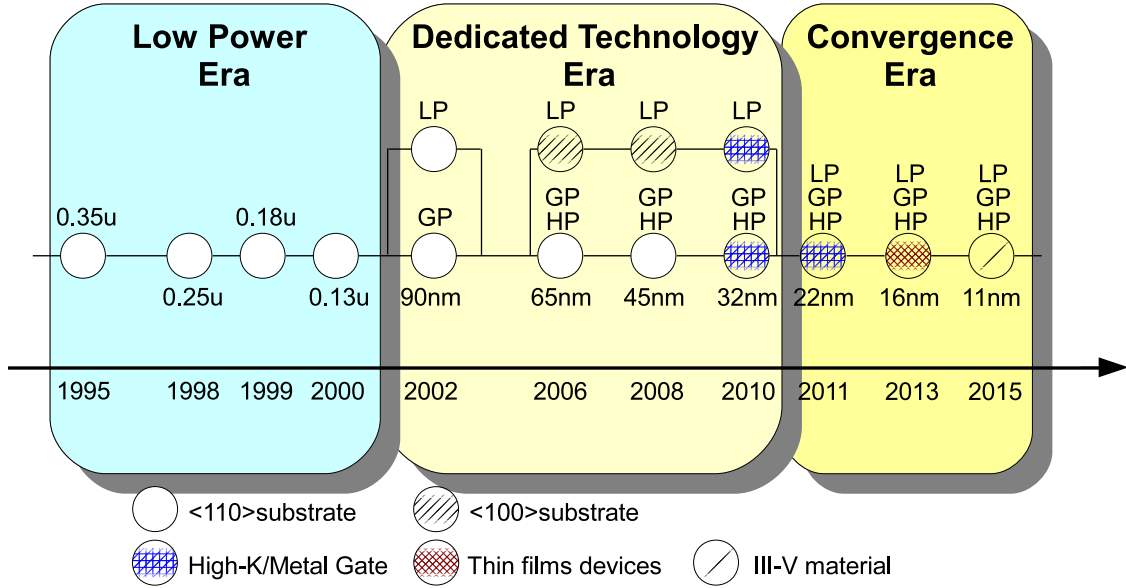 Low Power
Era
Dedicated Technology
Era
Convergence
Era
LP
LP
LP
LP
0.35u
0.18u
GP
GP
HP
GP
HP
GP
HP
LP
GP
HP
LP
GP
HP
LP
GP
HP
0.25u
0.13u
90nm
65nm
45nm
32nm
22nm
16nm
11nm
1995
1998
1999
2000
2002
2006
2008
2010
2011
2013
2015
<110>substrate
<100>substrate
High-K/Metal Gate
Thin films devices
III-V material